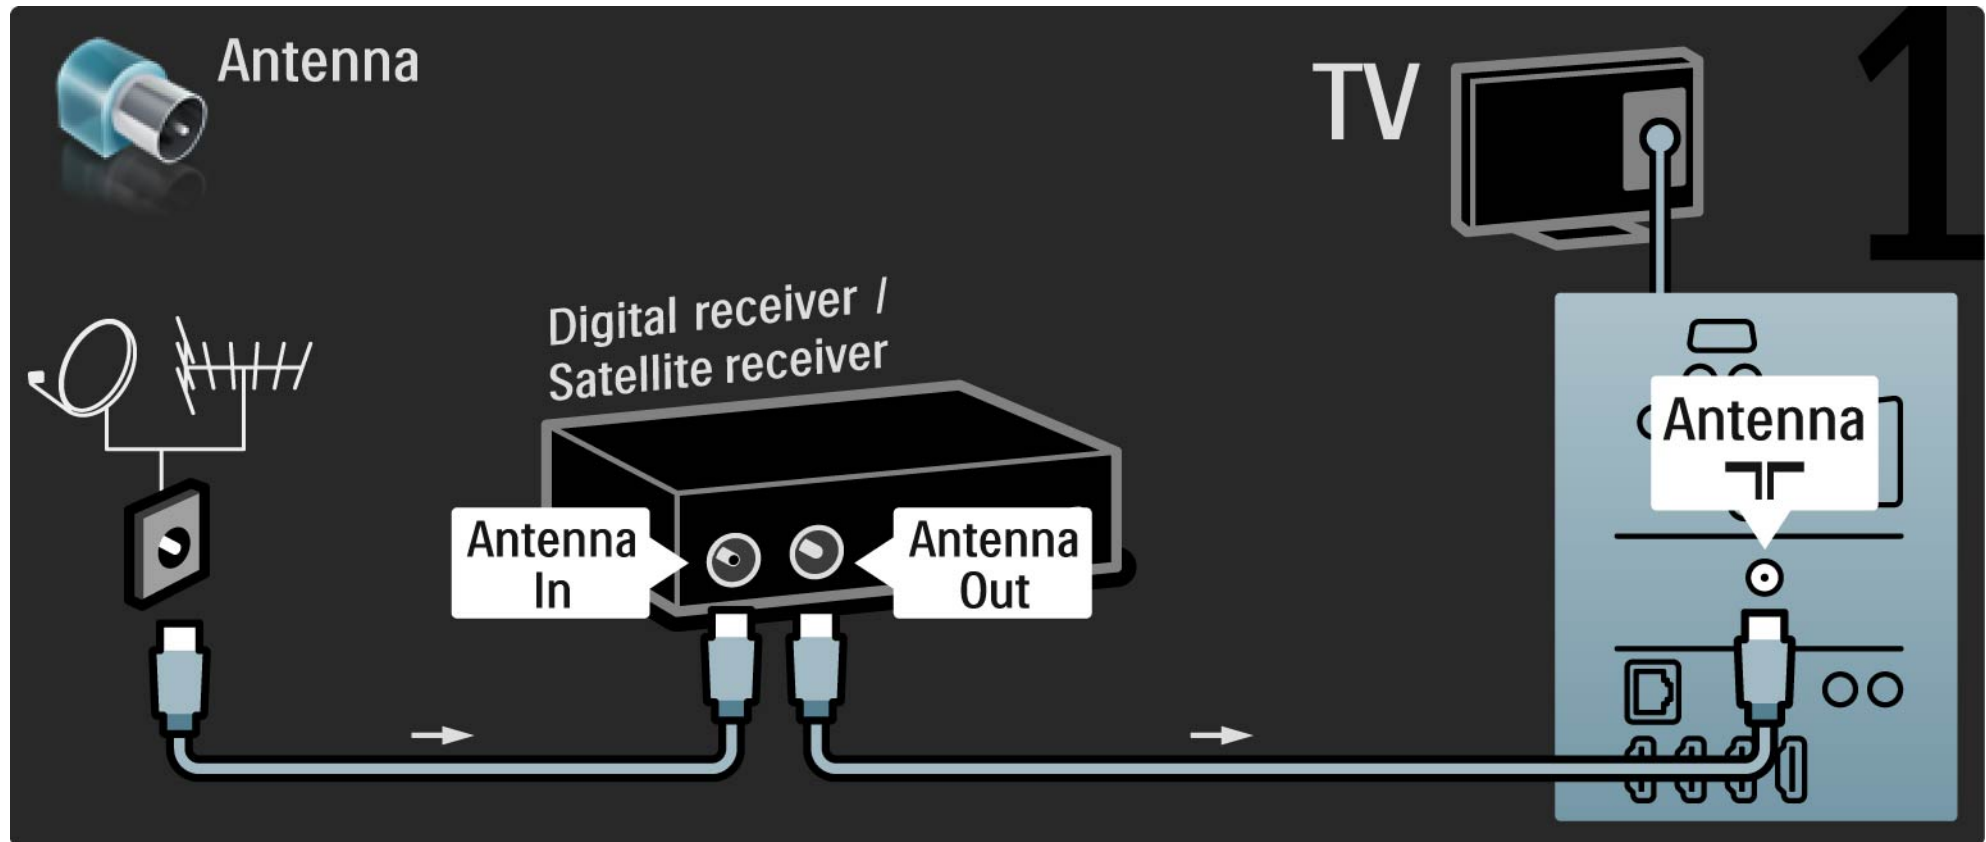 Antenna
TV
1
Digital receiver /
Satellite receiver
Antenna
Antenna
In
Antenna
Out